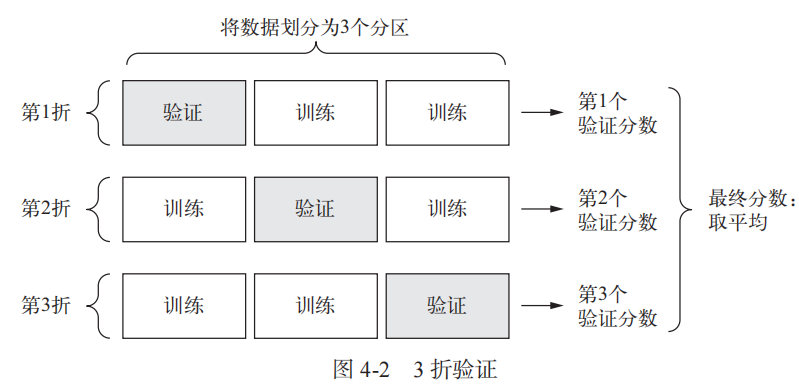 将数据划分为3个分区
第1折
验证
训练
训练
第1个
验证分数
第2折
训练
验证
训练
第2个
验证分数
第3折
训练
训练
验证
第3个
验证分数
最终分数：
取平均
图 4-2 3 折验证